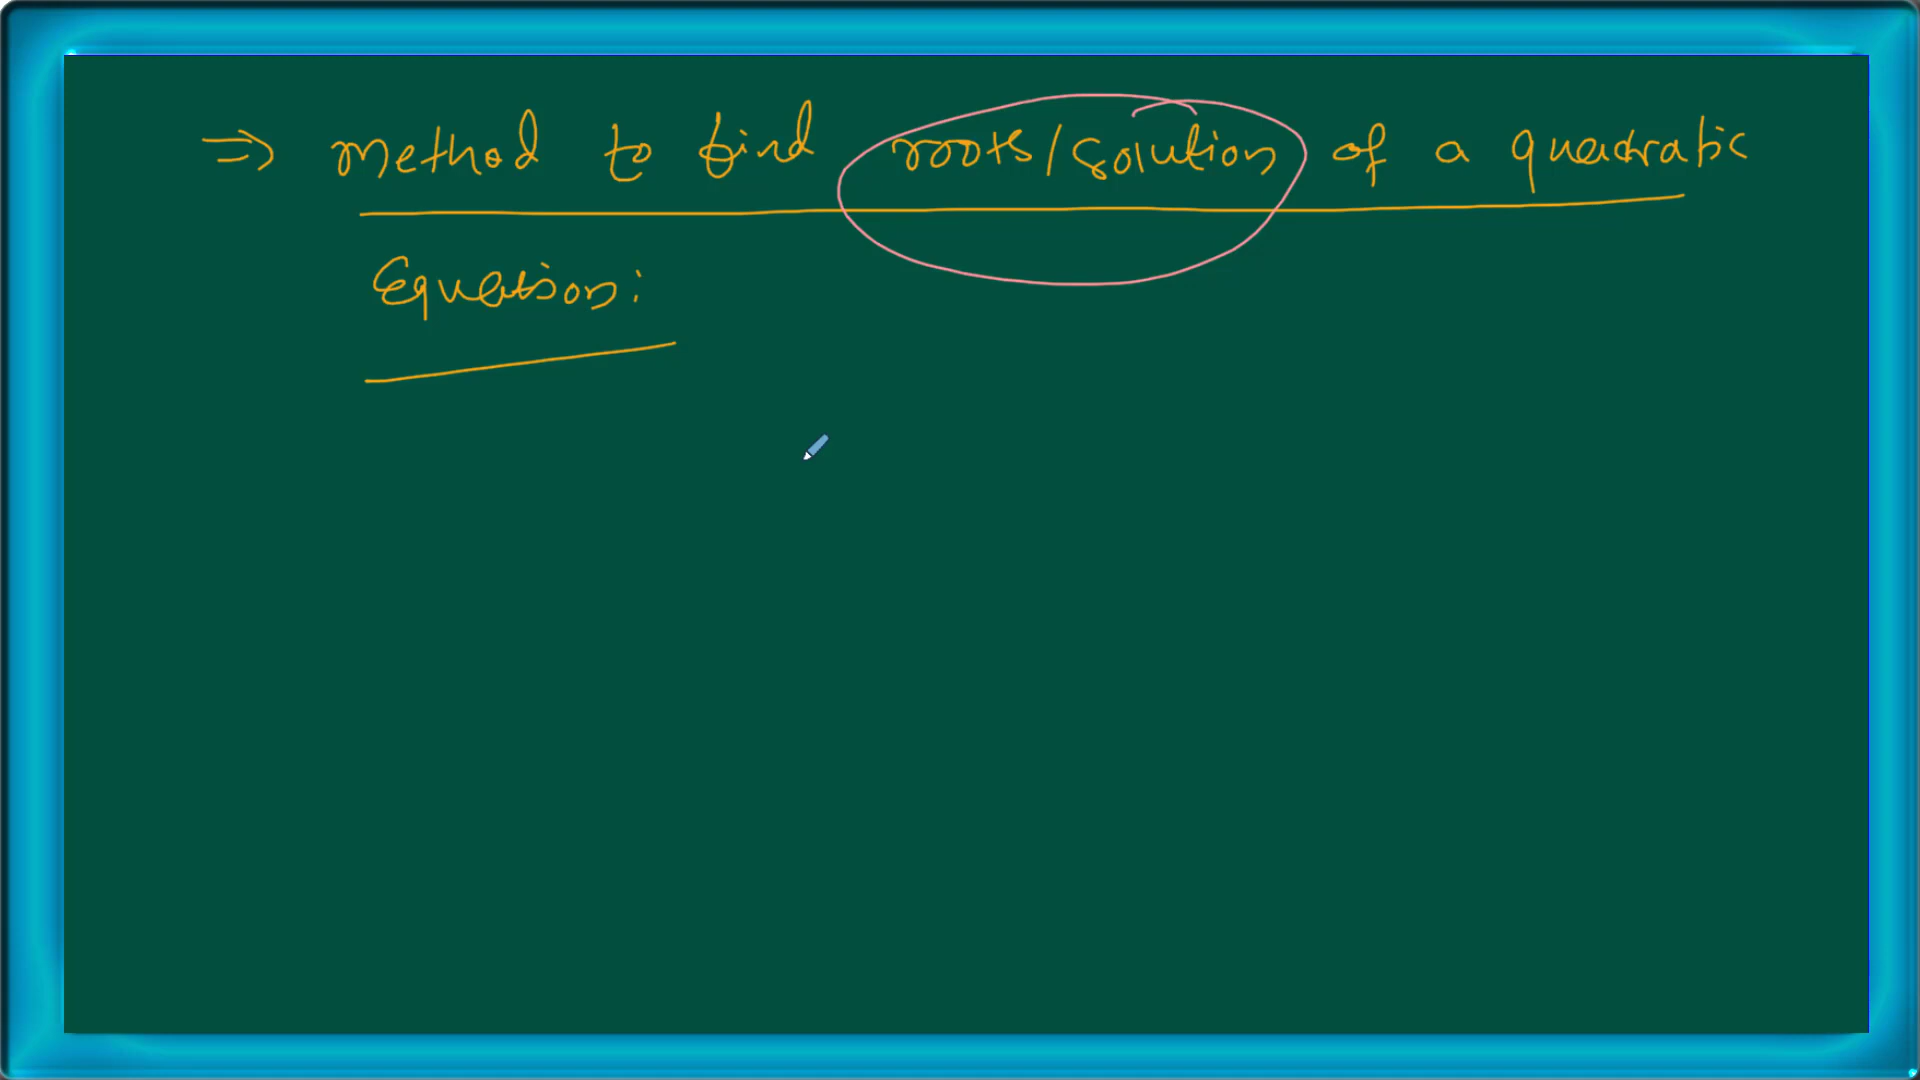 ⇒ method to find roots/solution of a quadratic
Equation: